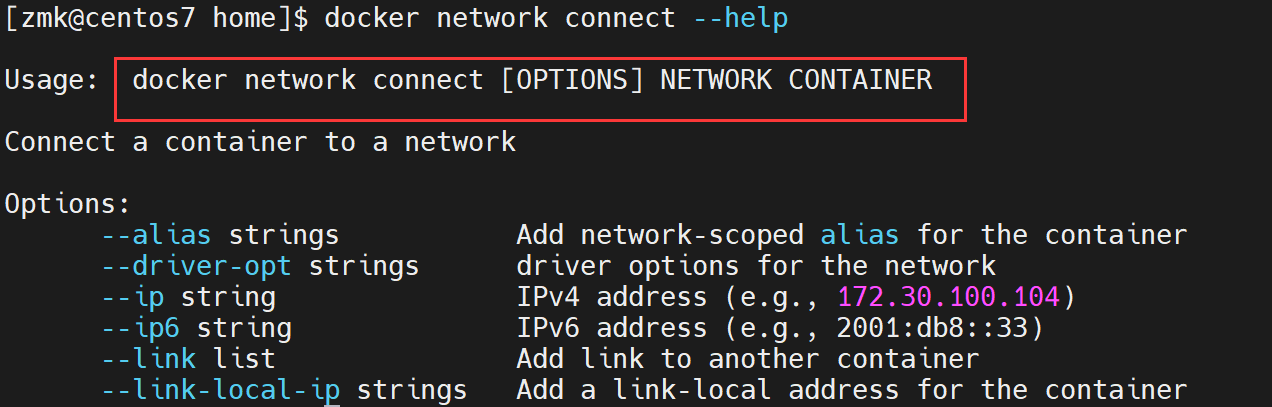 [zmk@centos7 home]$ docker network connect --help
Usage:  docker network connect [OPTIONS] NETWORK CONTAINER
Connect a container to a network
Options:
      --alias strings           Add network-scoped alias for the container
      --driver-opt strings      driver options for the network
      --ip string               IPv4 address (e.g., 172.30.100.104)
      --ip6 string              IPv6 address (e.g., 2001:db8::33)
      --link list               Add link to another container
      --link-local-ip strings   Add a link-local address for the container